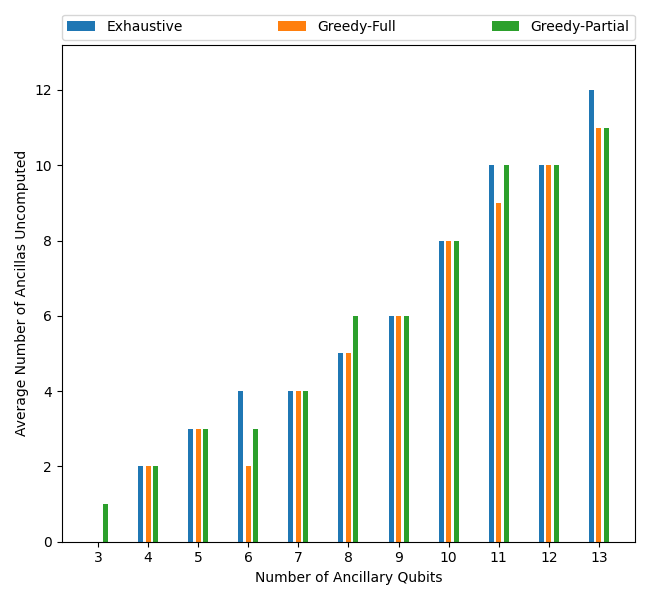 Exhaustive Greedy-Full Greedy-Partial
Average Number of Ancillas Uncomputed
12
10
8
6
4
2
0
3 4 5 6 7 8 9 10 11 12 13
Number of Ancillary Qubits